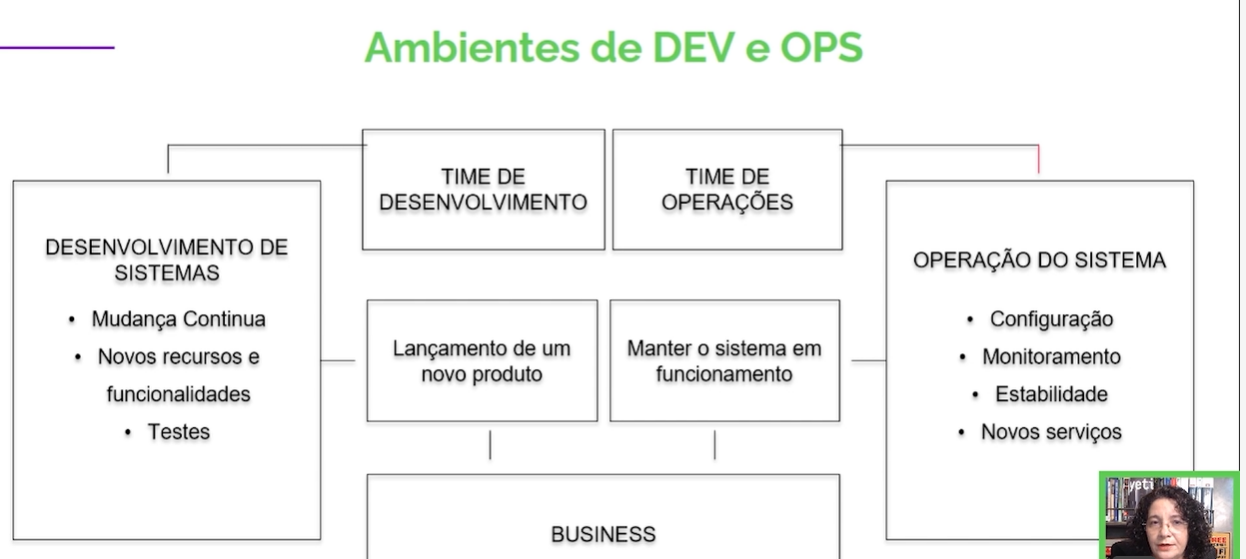 Ambientes de DEV e OPS
TIME DE
DESENVOLVIMENTO
TIME DE
OPERAÇÕES
DESENVOLVIMENTO DE
SISTEMAS
• Mudança Continua
• Novos recursos e
funcionalidades
• Testes
Lançamento de um
novo produto
Manter o sistema em
funcionamento
OPERAÇÃO DO SISTEMA
• Configuração
• Monitoramento
• Estabilidade
• Novos serviços
BUSINESS
yeti